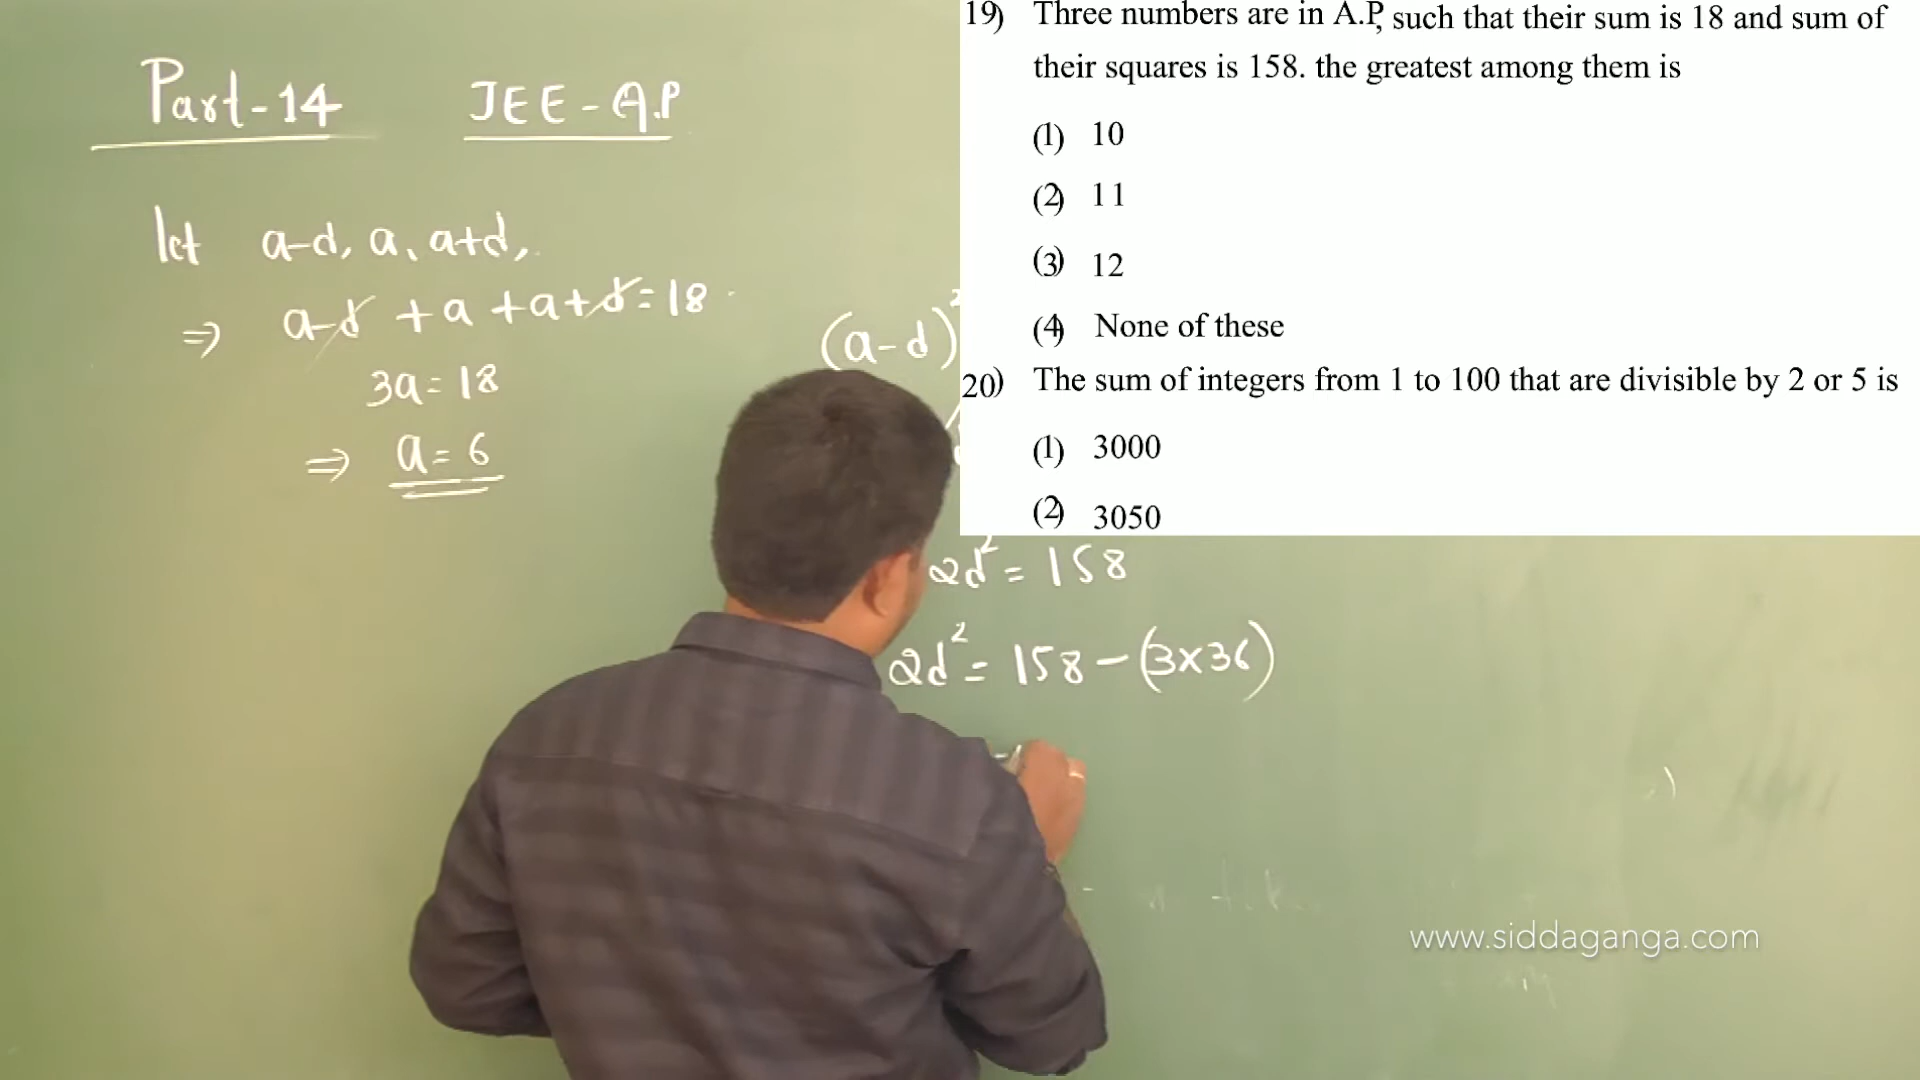 Part-14 JEE-A.P
let a-d, a, a+d,
⇒ a-d + a + a+d = 18
3a = 18
⇒ a = 6
(a-d)²
2d² = 158
2d² = 158 - (3x36)
19) Three numbers are in A.P, such that their sum is 18 and sum of
their squares is 158. the greatest among them is
(1) 10
(2) 11
(3) 12
(4) None of these
20) The sum of integers from 1 to 100 that are divisible by 2 or 5 is
(1) 3000
(2) 3050
www.siddaganga.com